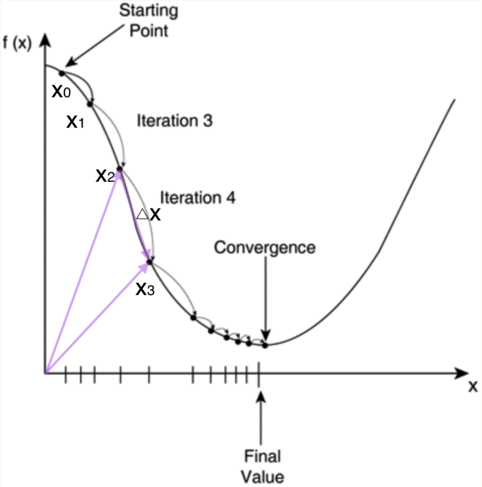 Starting
Point
f (x)
X0
X1
Iteration 3
X2
Iteration 4
△X
Convergence
X3
x
Final
Value